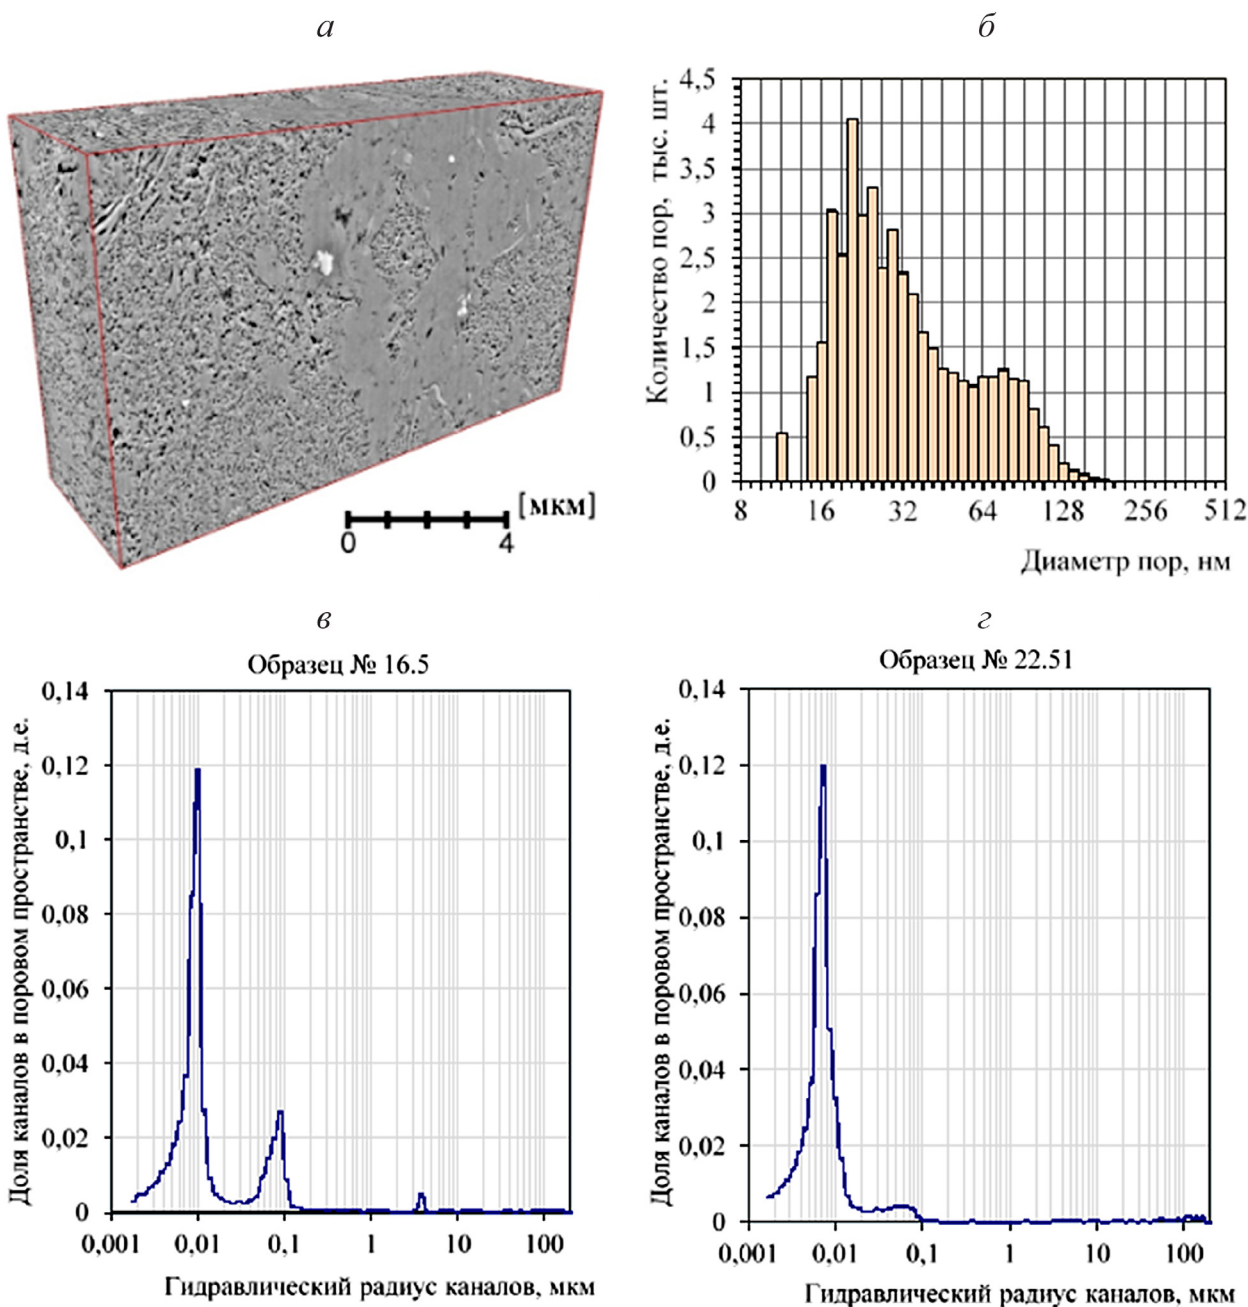 а
[мкм]
0 4
б
Количество пор, тыс. шт.
4,5
4
3,5
3
2,5
2
1,5
1
0,5
0
8 16 32 64 128 256 512
Диаметр пор, нм
в
Образец № 16.5
Доля каналов в поровом пространстве, д.е.
0,14
0,12
0,1
0,08
0,06
0,04
0,02
0
0,001 0,01 0,1 1 10 100
Гидравлический радиус каналов, мкм
г
Образец № 22.51
Доля каналов в поровом пространстве, д.е.
0,14
0,12
0,1
0,08
0,06
0,04
0,02
0
0,001 0,01 0,1 1 10 100
Гидравлический радиус каналов, мкм